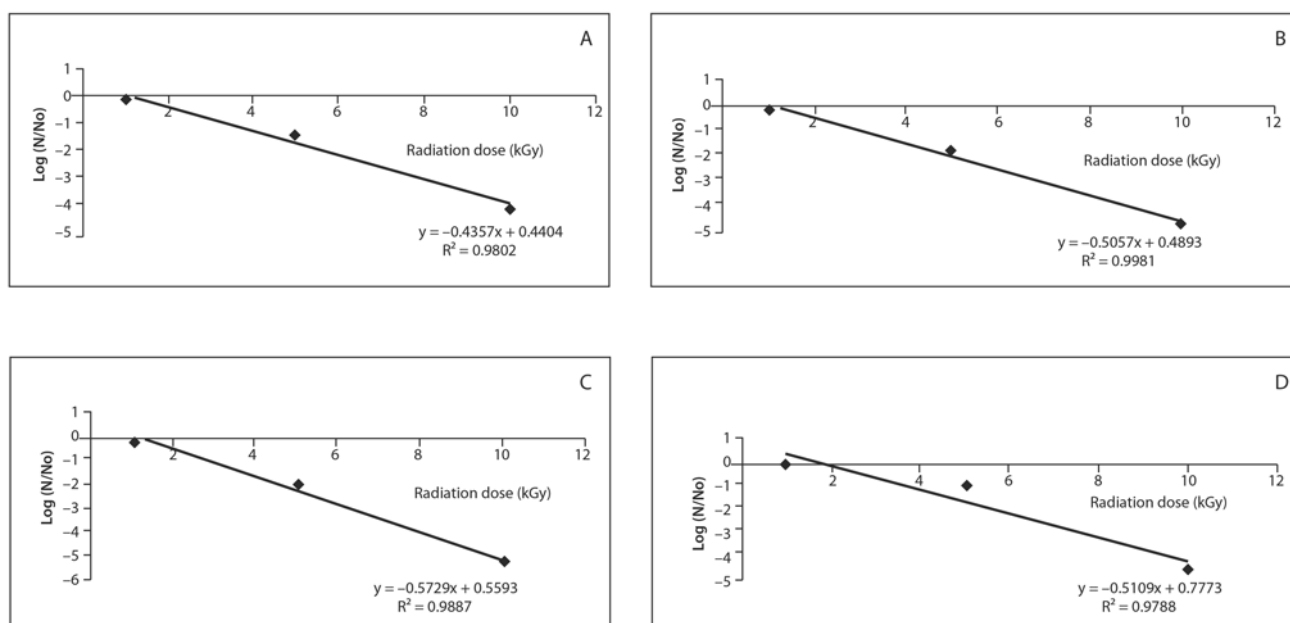 A
1
0
2
4
6
8
10
12
–1
–2
–3
–4
–5
Log (N/No)
Radiation dose (kGy)
y = –0.4357x + 0.4404
R² = 0.9802
B
1
0
2
4
6
8
10
12
–1
–2
–3
–4
–5
Log (N/No)
Radiation dose (kGy)
y = –0.5057x + 0.4893
R² = 0.9981
C
1
0
2
4
6
8
10
12
–1
–2
–3
–4
–5
–6
Log (N/No)
Radiation dose (kGy)
y = –0.5729x + 0.5593
R² = 0.9887
D
1
0
2
4
6
8
10
12
–1
–2
–3
–4
–5
Log (N/No)
Radiation dose (kGy)
y = –0.5109x + 0.7773
R² = 0.9788